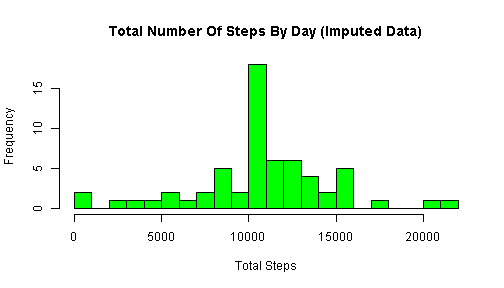 Total Number Of Steps By Day (Imputed Data)
Frequency
15
10
5
0
0 5000 10000 15000 20000
Total Steps